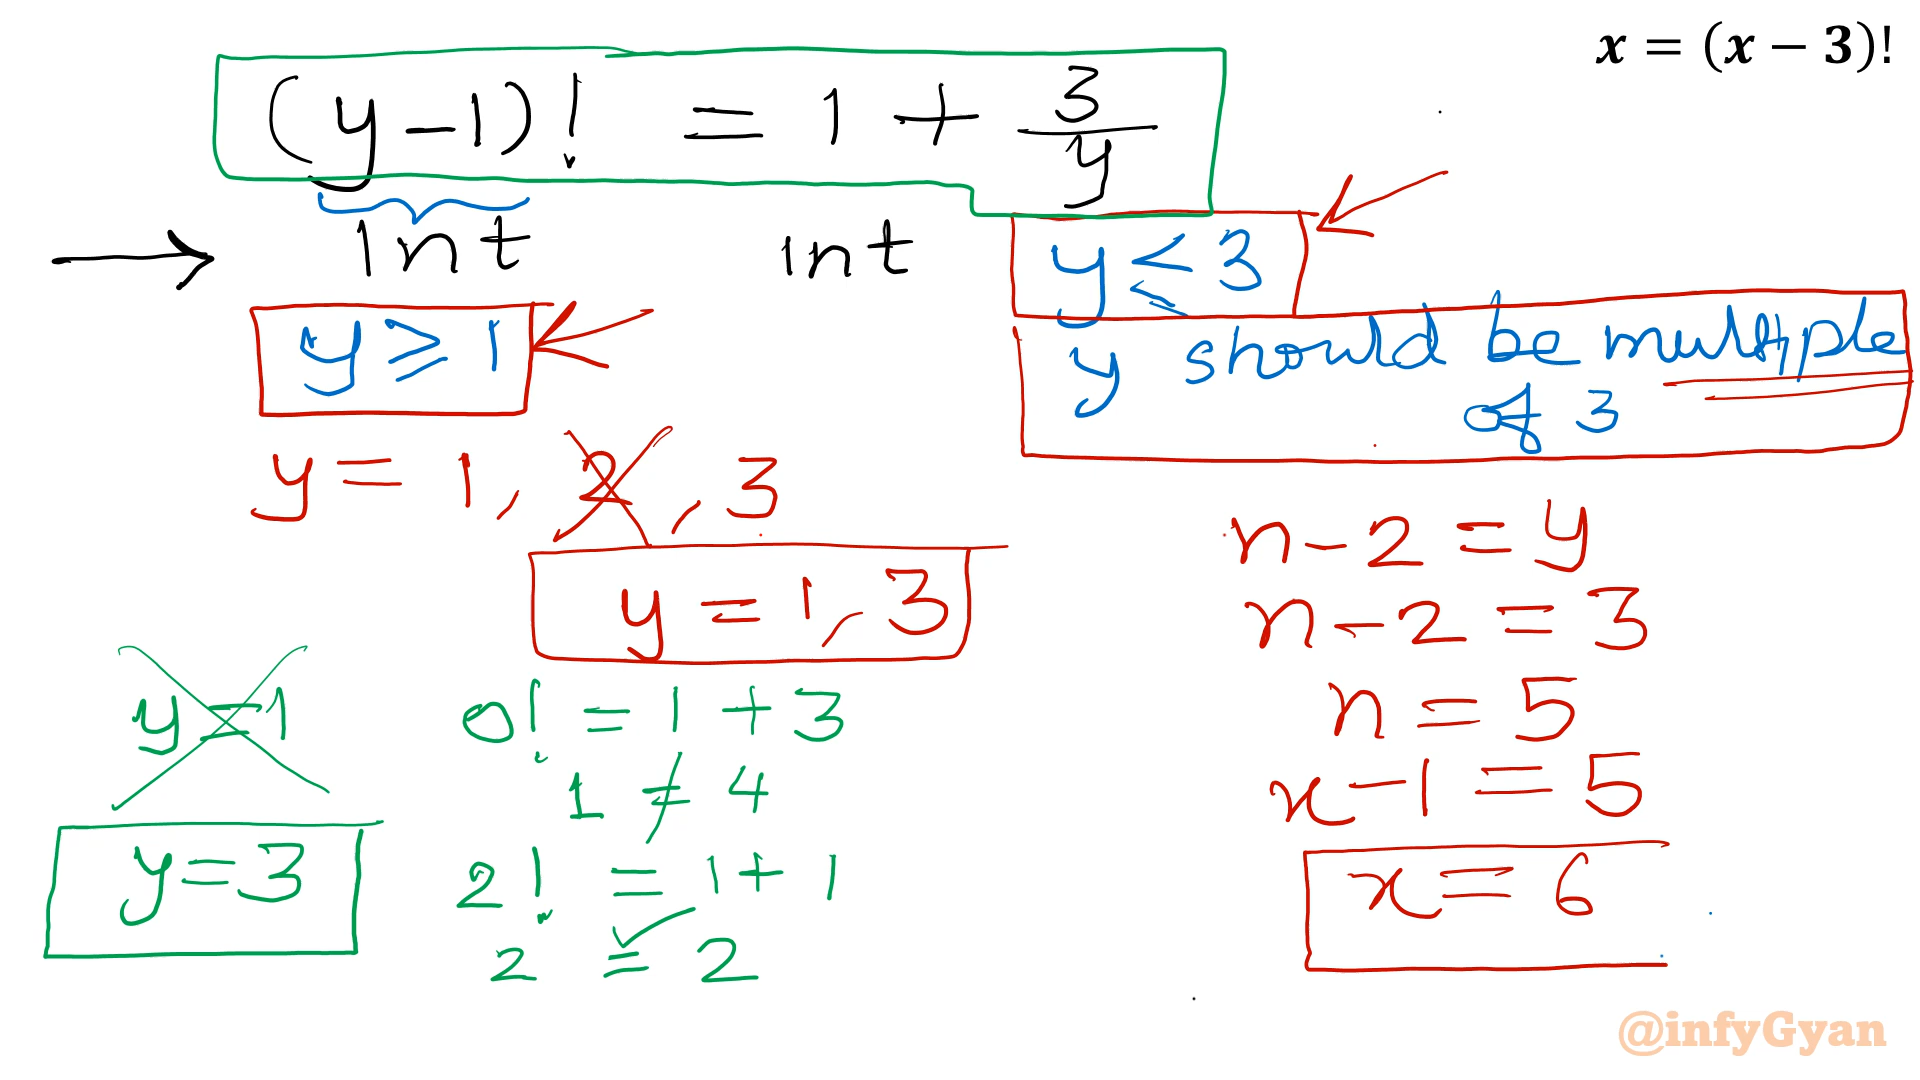 x = (x − 3)!
(y − 1)! = 1 + 3/y
Int int y ≤ 3
y ≥ 1 y should be multiple
of 3
y = 1, 2, 3
n − 2 = y
y = 1, 3 n − 2 = 3
y = 1 0! = 1 + 3 n = 5
1 ≠ 4 x − 1 = 5
y = 3 2! = 1 + 1 x = 6
2 = 2
@infyGyan